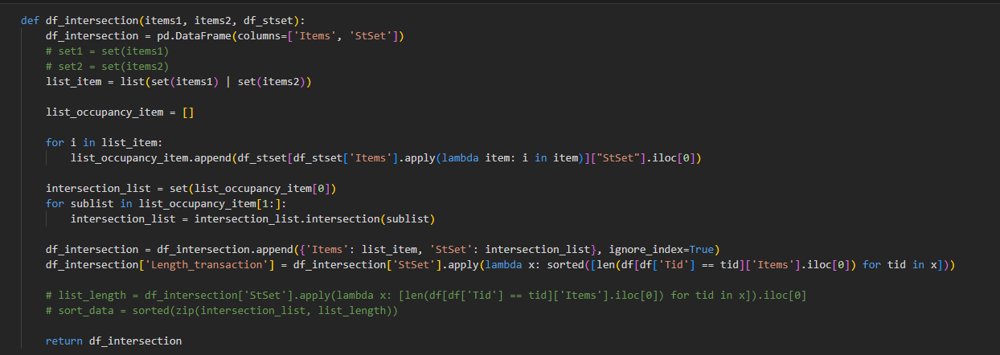 def df_intersection(items1, items2, df_stset):
    df_intersection = pd.DataFrame(columns=['Items', 'StSet'])
    # set1 = set(items1)
    # set2 = set(items2)
    list_item = list(set(items1) | set(items2))
    list_occupancy_item = []
    for i in list_item:
        list_occupancy_item.append(df_stset[df_stset['Items'].apply(lambda item: i in item)]["StSet"].iloc[0])
    intersection_list = set(list_occupancy_item[0])
    for sublist in list_occupancy_item[1:]:
        intersection_list = intersection_list.intersection(sublist)
    df_intersection = df_intersection.append({'Items': list_item, 'StSet': intersection_list}, ignore_index=True)
    df_intersection['Length_transaction'] = df_intersection['StSet'].apply(lambda x: sorted([len(df[df['Tid'] == tid]['Items'].iloc[0]) for tid in x]))
    # list_length = df_intersection['StSet'].apply(lambda x: [len(df[df['Tid'] == tid]['Items'].iloc[0]) for tid in x]).iloc[0]
    # sort_data = sorted(zip(intersection_list, list_length))
    return df_intersection